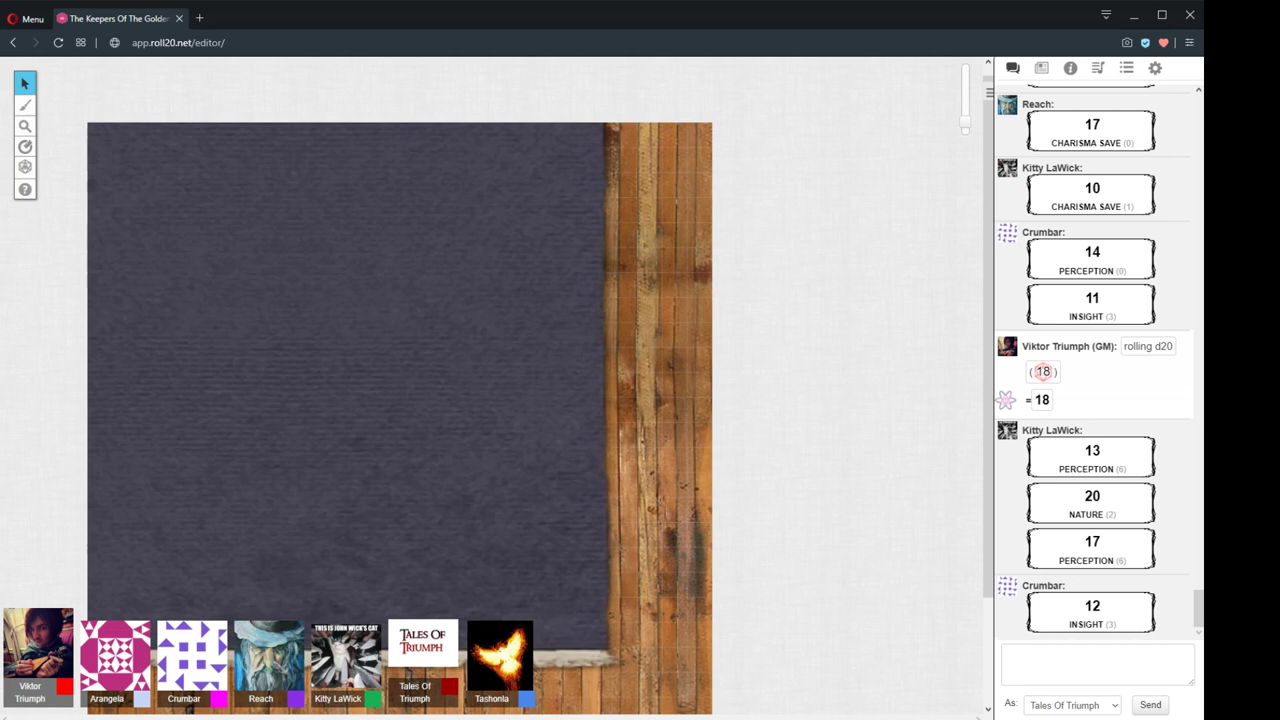 Menu
The Keepers Of The Golde
app.roll20.net/editor/
Reach:
17
CHARISMA SAVE (0)
Kitty LaWick:
10
CHARISMA SAVE (1)
Crumbar:
14
PERCEPTION (0)
11
INSIGHT (3)
Viktor Triumph (GM): rolling d20
(18)
=18
Kitty LaWick:
13
PERCEPTION (6)
20
NATURE (2)
17
PERCEPTION (6)
Crumbar:
12
INSIGHT (3)
As: Tales Of Triumph Send
Viktor
Triumph
Arangela
Crumbar
Reach
THIS IS JOHN WICK'S CAT
Kitty LaWick
TALES OF
TRIUMPH
Tales Of
Triumph
Tashonla